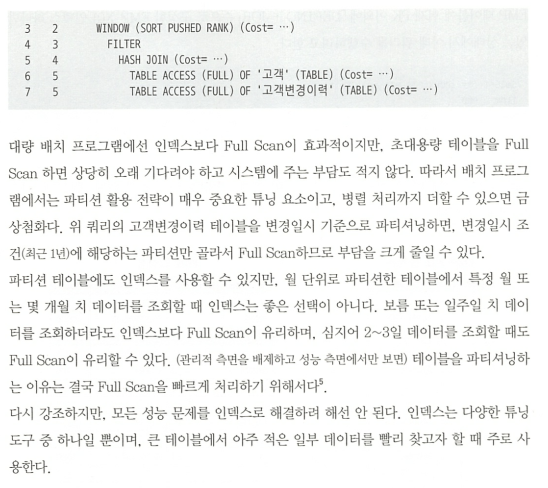 3 2 WINDOW (SORT PUSHED RANK) (Cost= …)
4 3 FILTER
5 4 HASH JOIN (Cost= …)
6 5 TABLE ACCESS (FULL) OF '고객' (TABLE) (Cost= …)
7 5 TABLE ACCESS (FULL) OF '고객변경이력' (TABLE) (Cost= …)
대량 배치 프로그램에선 인덱스보다 Full Scan이 효과적이지만, 초대용량 테이블을 Full
Scan 하면 상당히 오래 기다려야 하고 시스템에 주는 부담도 적지 않다. 따라서 배치 프로그
램에서는 파티션 활용 전략이 매우 중요한 튜닝 요소이고, 병렬 처리까지 더할 수 있으면 금
상첨화다. 위 쿼리의 고객변경이력 테이블을 변경일시 기준으로 파티셔닝하면, 변경일시 조
건(최근 1년)에 해당하는 파티션만 골라서 Full Scan하므로 부담을 크게 줄일 수 있다.
파티션 테이블에도 인덱스를 사용할 수 있지만, 월 단위로 파티션한 테이블에서 특정 월 또
는 몇 개월 치 데이터를 조회할 때 인덱스는 좋은 선택이 아니다. 보름 또는 일주일 치 데이
터를 조회하더라도 인덱스보다 Full Scan이 유리하며, 심지어 2~3일 데이터를 조회할 때도
Full Scan이 유리할 수 있다. (관리적 측면을 배제하고 성능 측면에서만 보면) 테이블을 파티셔닝하
는 이유는 결국 Full Scan을 빠르게 처리하기 위해서다⁵.
다시 강조하지만, 모든 성능 문제를 인덱스로 해결하려 해선 안 된다. 인덱스는 다양한 튜닝
도구 중 하나일 뿐이며, 큰 테이블에서 아주 적은 일부 데이터를 빨리 찾고자 할 때 주로 사
용한다.